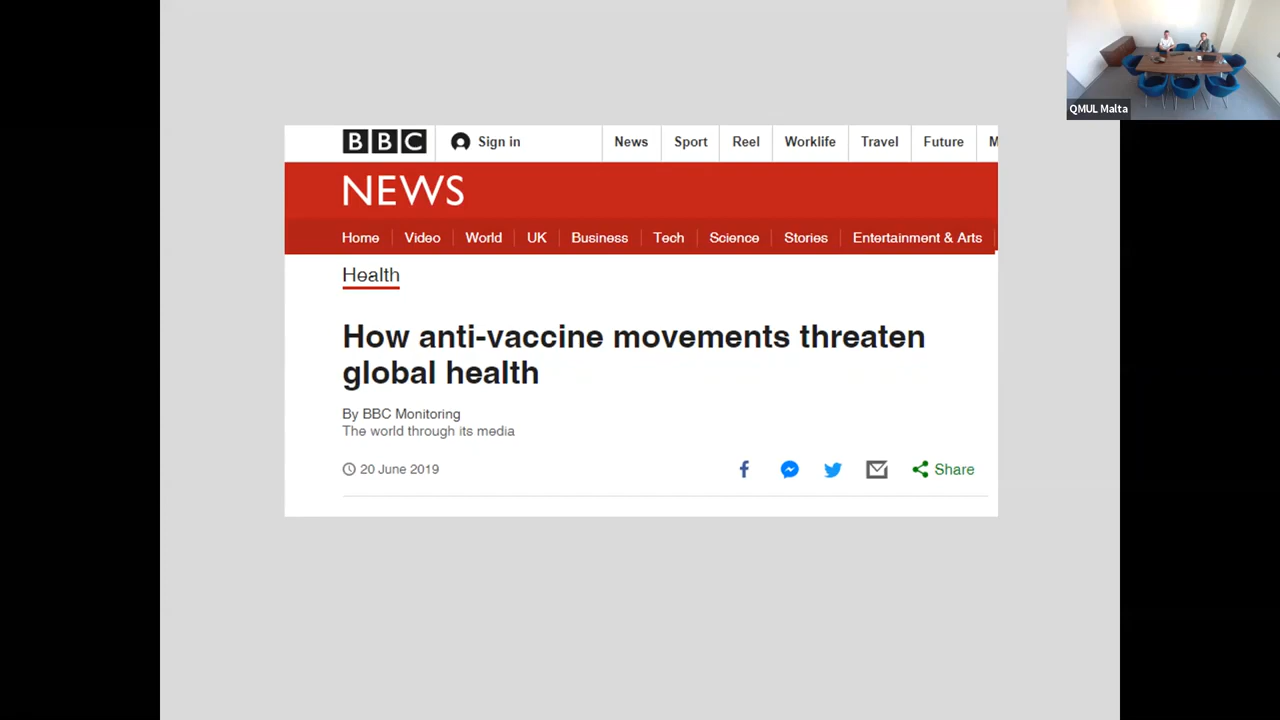 BBC
Sign in
News
Sport
Reel
Worklife
Travel
Future
M
NEWS
Home
Video
World
UK
Business
Tech
Science
Stories
Entertainment & Arts
Health
How anti-vaccine movements threaten
global health
By BBC Monitoring
The world through its media
20 June 2019
Share
QMUL Malta